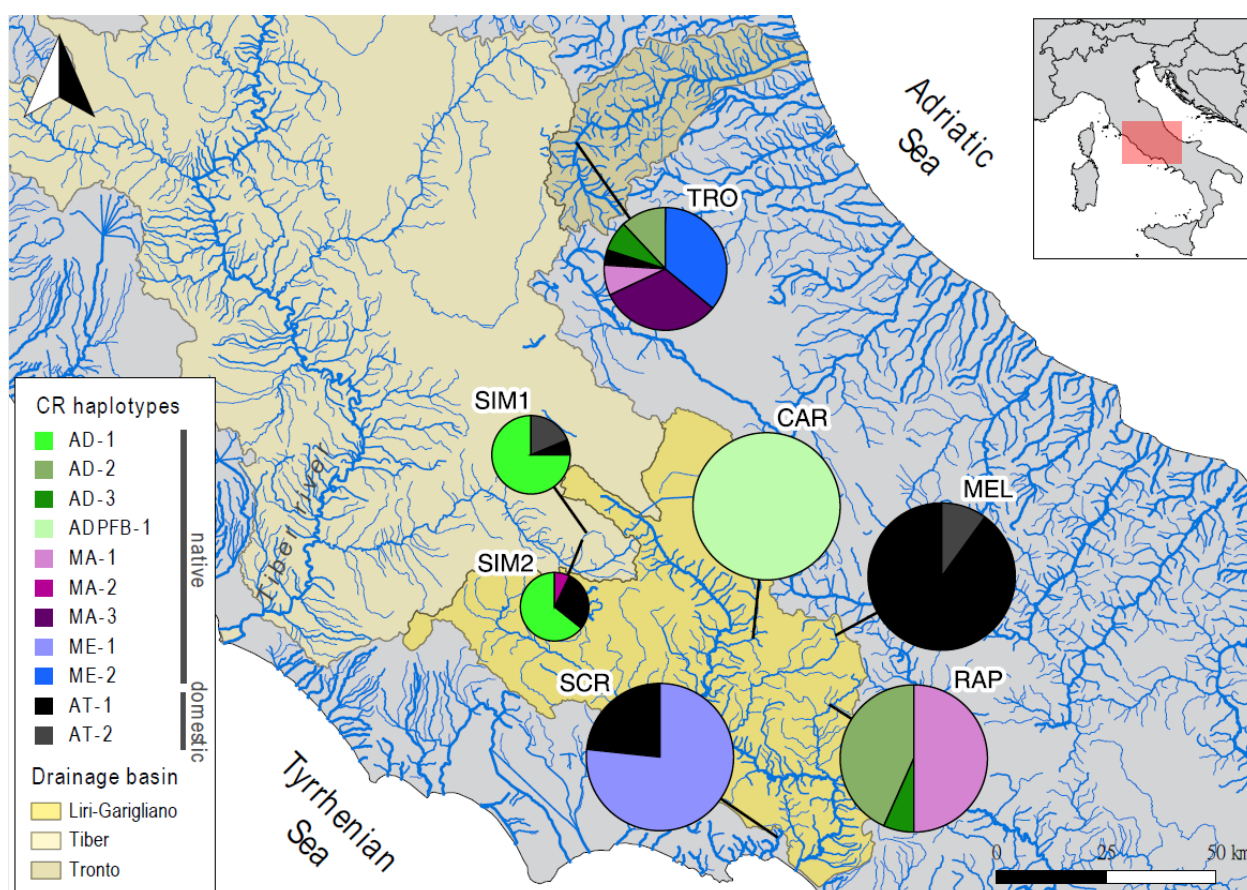 Adriatic
Sea
TRO
SIM1
CAR
MEL
SIM2
SCR
RAP
Tiber river
Tyrrhenian
Sea
CR haplotypes
AD-1
AD-2
AD-3
ADPFB-1
MA-1
MA-2
MA-3
ME-1
ME-2
AT-1
AT-2
native
domestic
Drainage basin
Liri-Garigliano
Tiber
Tronto
0 25 50 km